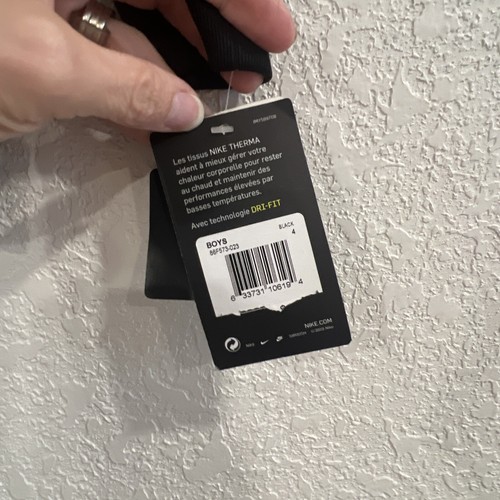 Les tissus NIKE THERMA
aident à mieux gérer votre
chaleur corporelle pour rester
au chaud et maintenir des
performances élevées par
basses températures.
Avec technologie DRI-FIT
BOYS
86F573-023
BLACK
4
6 33731 10619 4
NIKE.COM